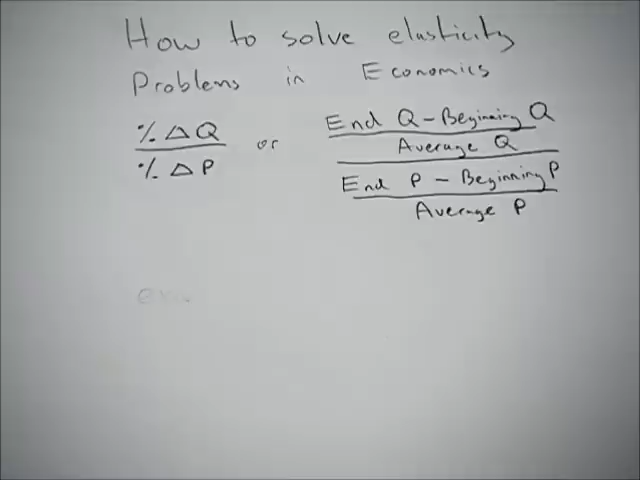 How to solve elasticity
Problems in Economics
% Δ Q
% Δ P
or
End Q - Beginning Q
Average Q
End P - Beginning P
Average P